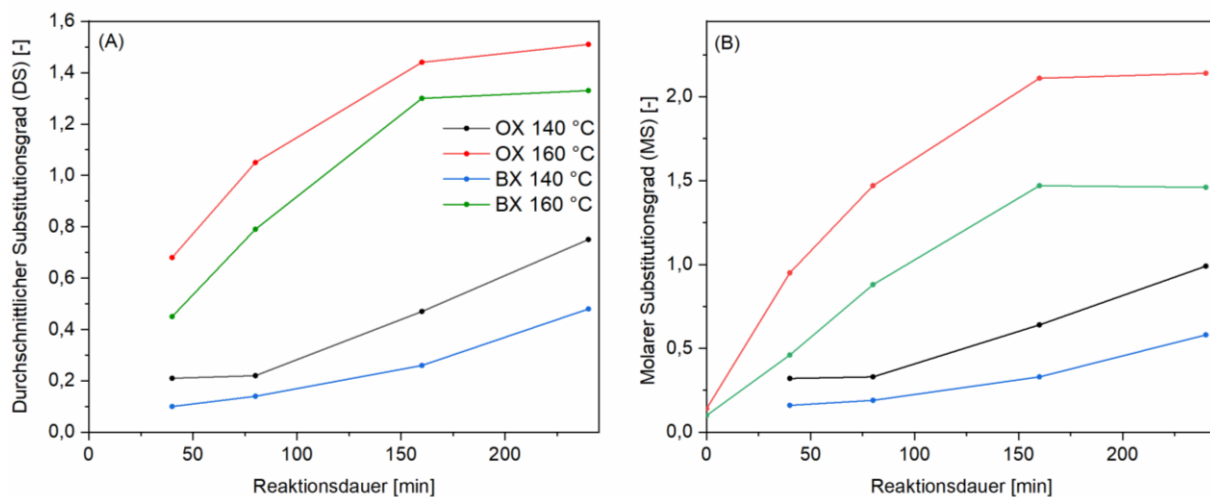 (A)
Durchschnittlicher Substitutionsgrad (DS) [-]
1,6
1,4
1,2
1,0
0,8
0,6
0,4
0,2
0,0
0
50
100
150
200
Reaktionsdauer [min]
OX 140 °C
OX 160 °C
BX 140 °C
BX 160 °C
(B)
Molarer Substitutionsgrad (MS) [-]
2,0
1,5
1,0
0,5
0,0
0
50
100
150
200
Reaktionsdauer [min]